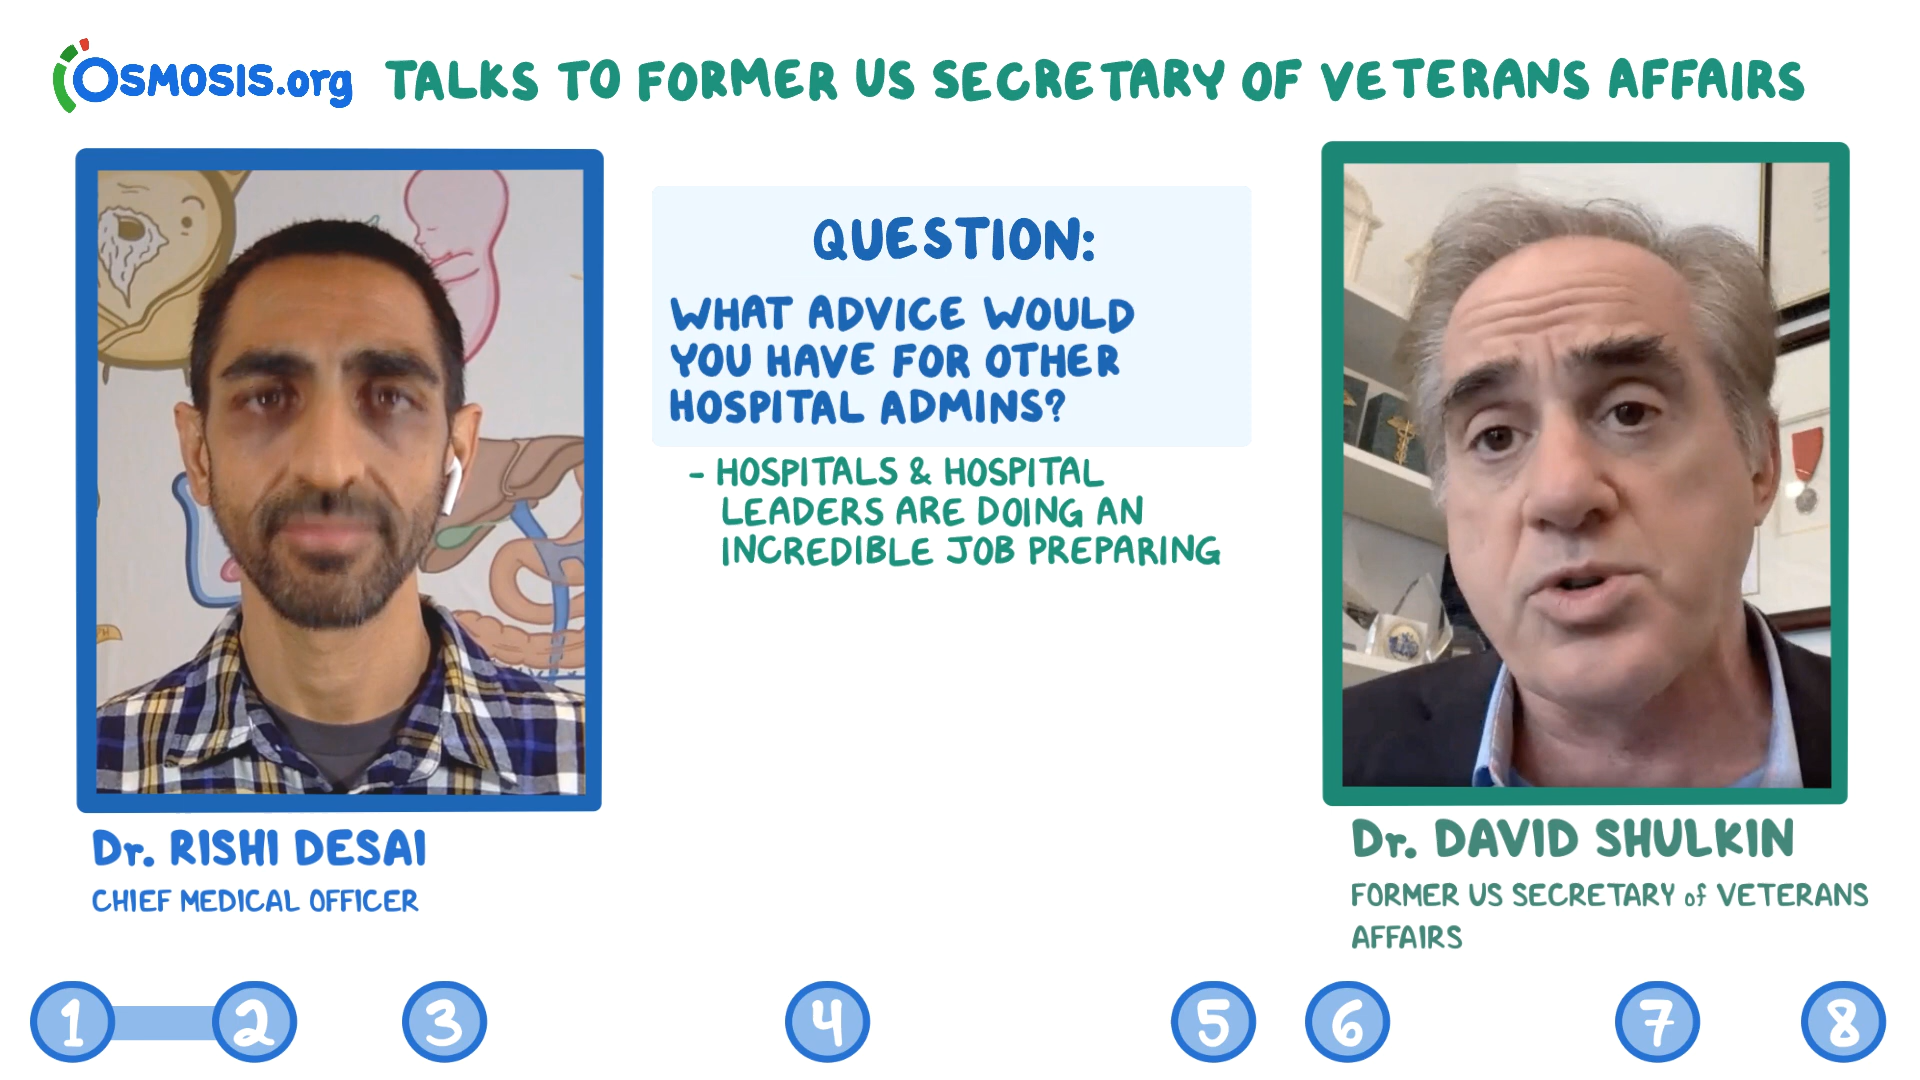 OSMOSIS.org TALKS TO FORMER US SECRETARY OF VETERANS AFFAIRS
QUESTION:
WHAT ADVICE WOULD
YOU HAVE FOR OTHER
HOSPITAL ADMINS?
- HOSPITALS & HOSPITAL
LEADERS ARE DOING AN
INCREDIBLE JOB PREPARING
Dr. RISHI DESAI
CHIEF MEDICAL OFFICER
Dr. DAVID SHULKIN
FORMER US SECRETARY of VETERANS
AFFAIRS
1 2 3 4 5 6 7 8